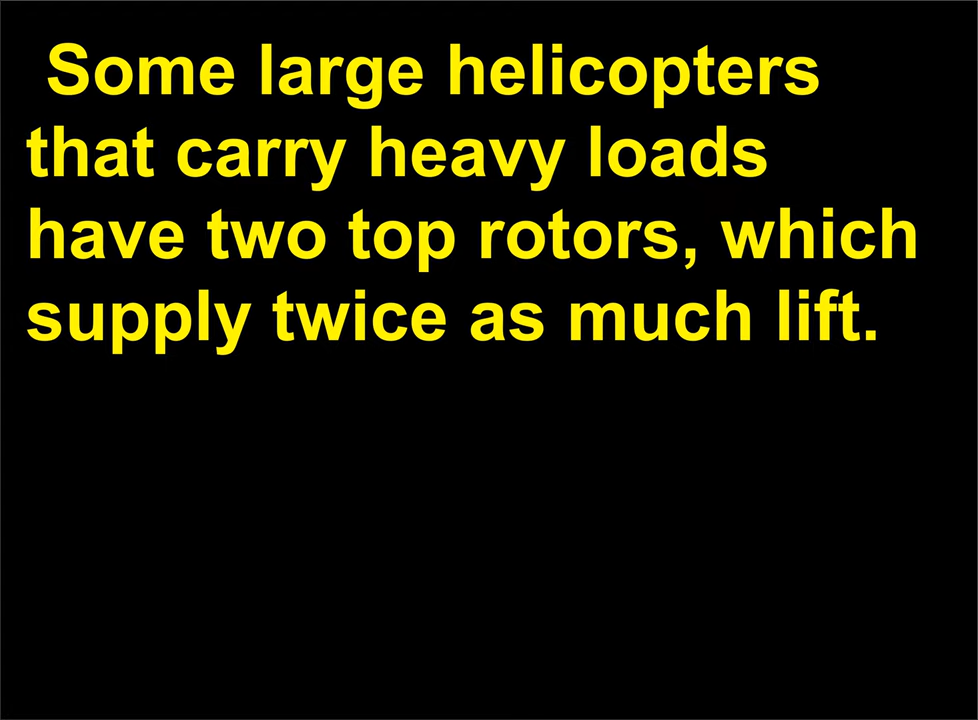 Some large helicopters
that carry heavy loads
have two top rotors, which
supply twice as much lift.